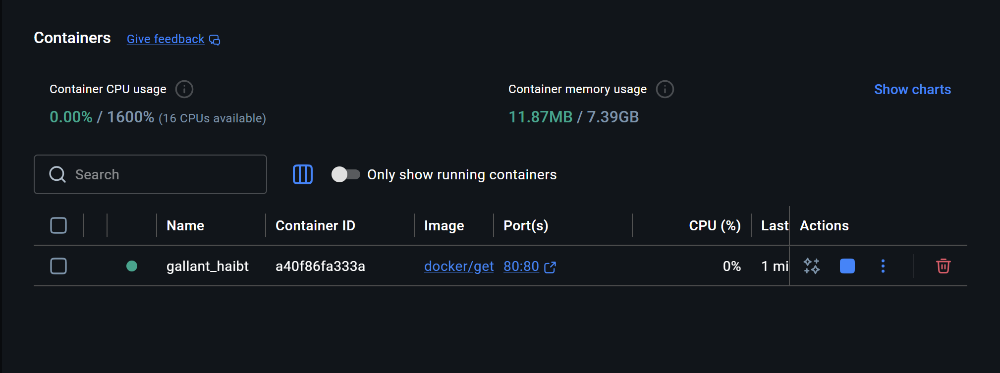 Containers Give feedback
Container CPU usage
0.00% / 1600% (16 CPUs available)
Container memory usage
11.87MB / 7.39GB
Show charts
Search
Only show running containers
Name Container ID Image Port(s) CPU (%) Last Actions
gallant_haibt a40f86fa333a docker/get 80:80 0% 1 mi